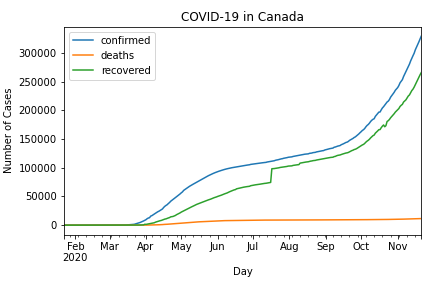 COVID-19 in Canada
confirmed
deaths
recovered
Number of Cases
300000
250000
200000
150000
100000
50000
0
Feb Mar Apr May Jun Jul Aug Sep Oct Nov
2020
Day